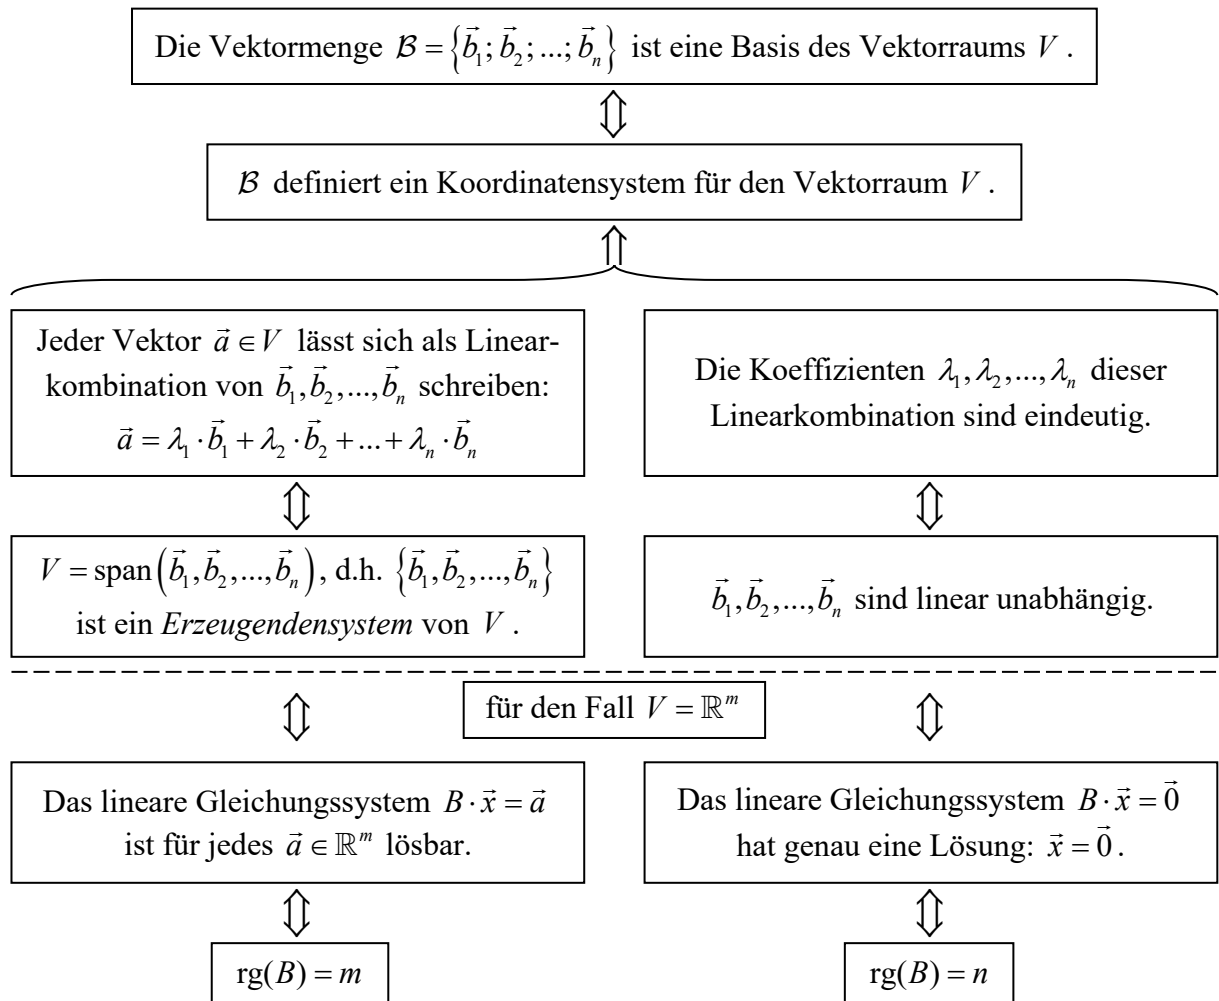 Die Vektormenge ℬ = {b⃗₁; b⃗₂; ...; b⃗ₙ} ist eine Basis des Vektorraums V .
⇕
ℬ definiert ein Koordinatensystem für den Vektorraum V .
⇑
Jeder Vektor a⃗ ∈ V lässt sich als Linear-
kombination von b⃗₁, b⃗₂, ..., b⃗ₙ schreiben:
a⃗ = λ₁ · b⃗₁ + λ₂ · b⃗₂ + ... + λₙ · b⃗ₙ
Die Koeffizienten λ₁, λ₂, ..., λₙ dieser
Linearkombination sind eindeutig.
⇕ ⇕
V = span(b⃗₁, b⃗₂, ..., b⃗ₙ), d.h. {b⃗₁, b⃗₂, ..., b⃗ₙ}
ist ein Erzeugendensystem von V .
b⃗₁, b⃗₂, ..., b⃗ₙ sind linear unabhängig.
⇕ für den Fall V = ℝᵐ ⇕
Das lineare Gleichungssystem B · x⃗ = a⃗
ist für jedes a⃗ ∈ ℝᵐ lösbar.
Das lineare Gleichungssystem B · x⃗ = 0⃗
hat genau eine Lösung: x⃗ = 0⃗ .
⇕ ⇕
rg(B) = m
rg(B) = n